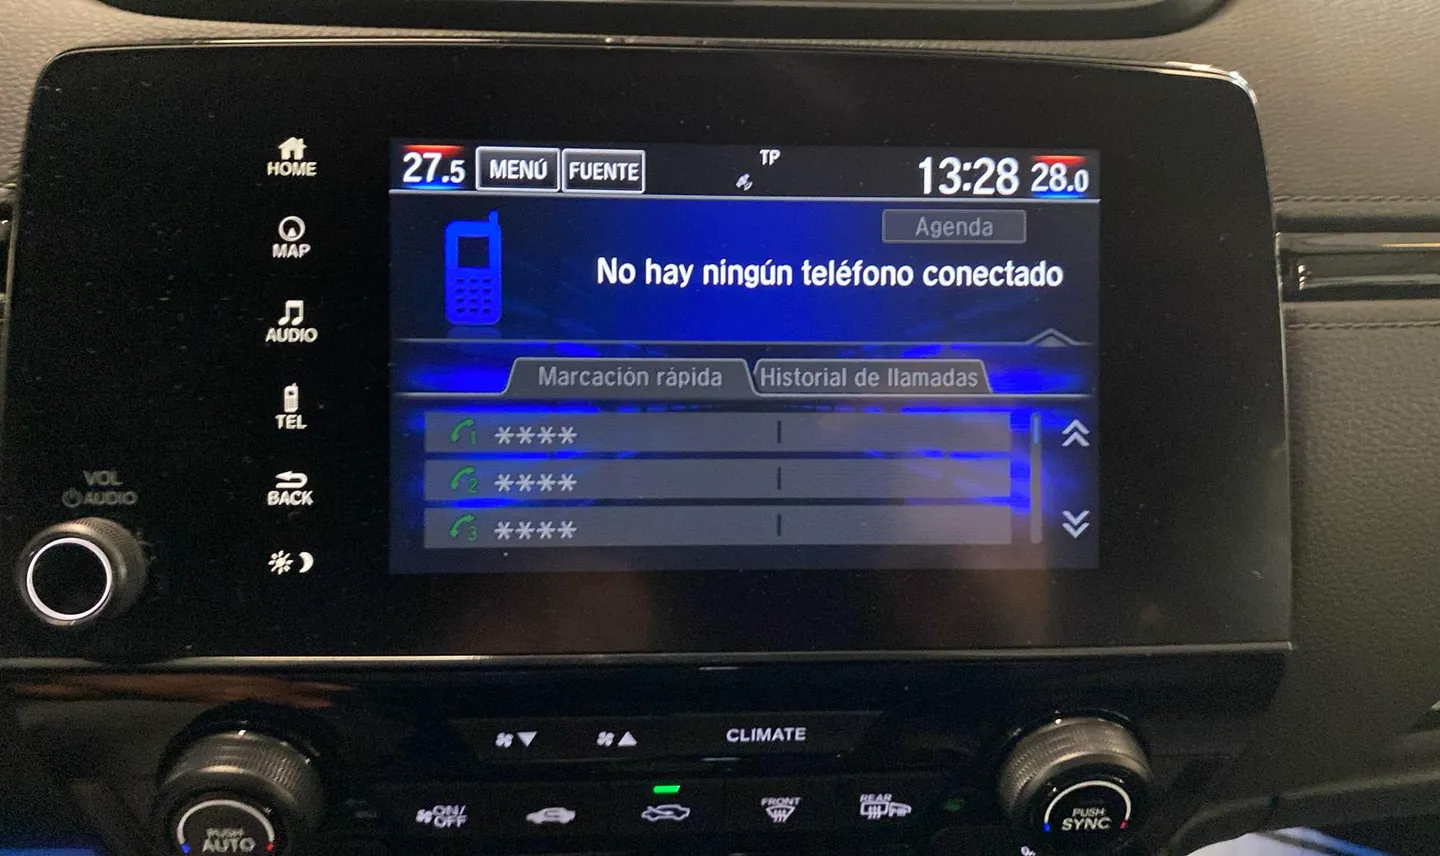 HOME
MAP
AUDIO
TEL
BACK
VOL
AUDIO
27.5 MENÚ FUENTE TP 13:28 28.0
Agenda
No hay ningún teléfono conectado
Marcación rápida Historial de llamadas
1 ****
2 ****
3 ****
CLIMATE
PUSH
AUTO
ON/
OFF
FRONT
REAR
PUSH
SYNC